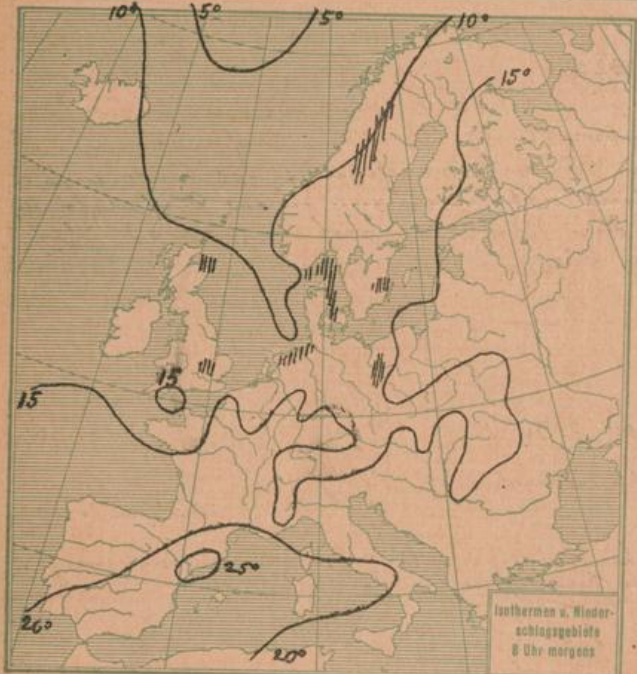 10° 5° 5° 10°
15°
15
15
25°
20° 20°
Isothermen u. Nieder-
schlagsgebiete
8 Uhr morgens